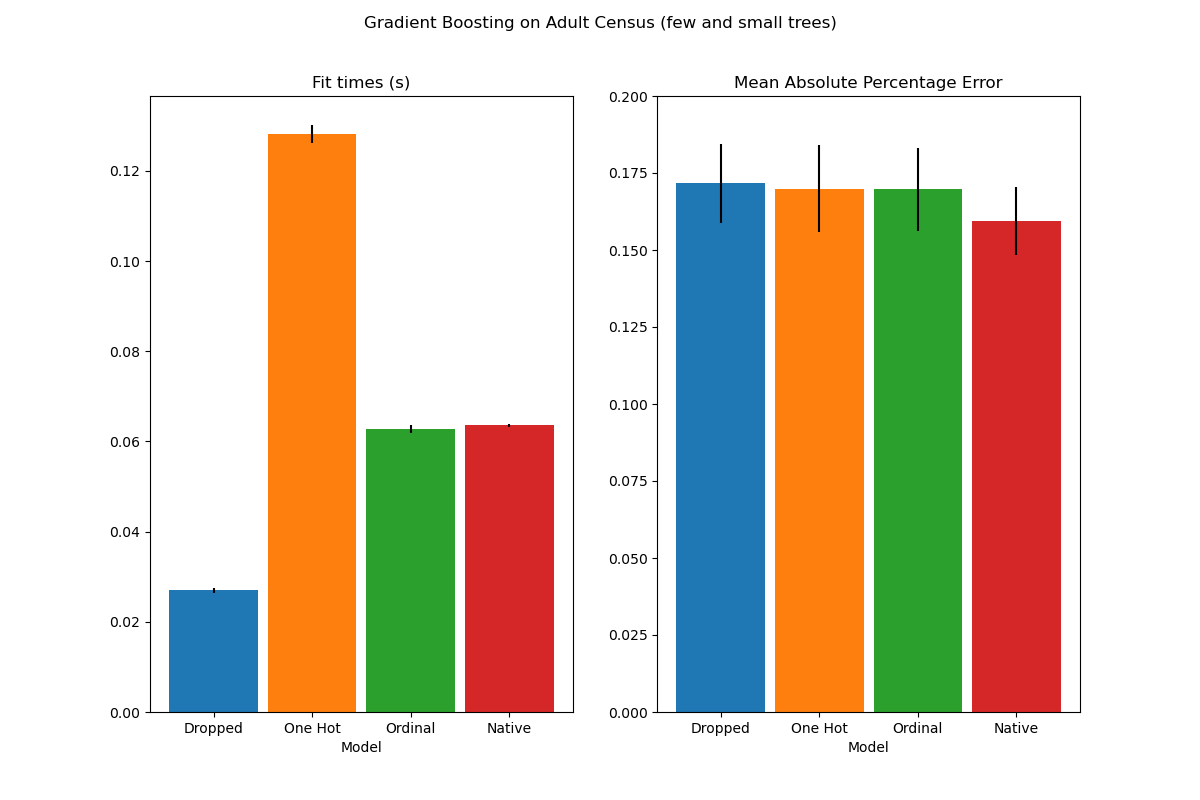 Gradient Boosting on Adult Census (few and small trees)
Fit times (s)
0.12
0.10
0.08
0.06
0.04
0.02
0.00
Dropped One Hot Ordinal Native
Model
Mean Absolute Percentage Error
0.200
0.175
0.150
0.125
0.100
0.075
0.050
0.025
0.000
Dropped One Hot Ordinal Native
Model